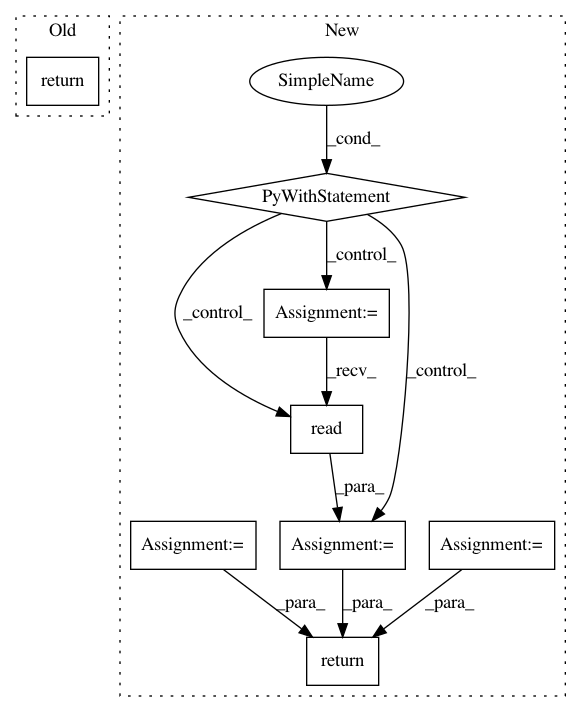 Old
New
return
SimpleName
_cond_
PyWithStatement
_control_
_control_
_control_
Assignment:=
_recv_
read
_para_
Assignment:=
Assignment:=
Assignment:=
_para_
_para_
_para_
return